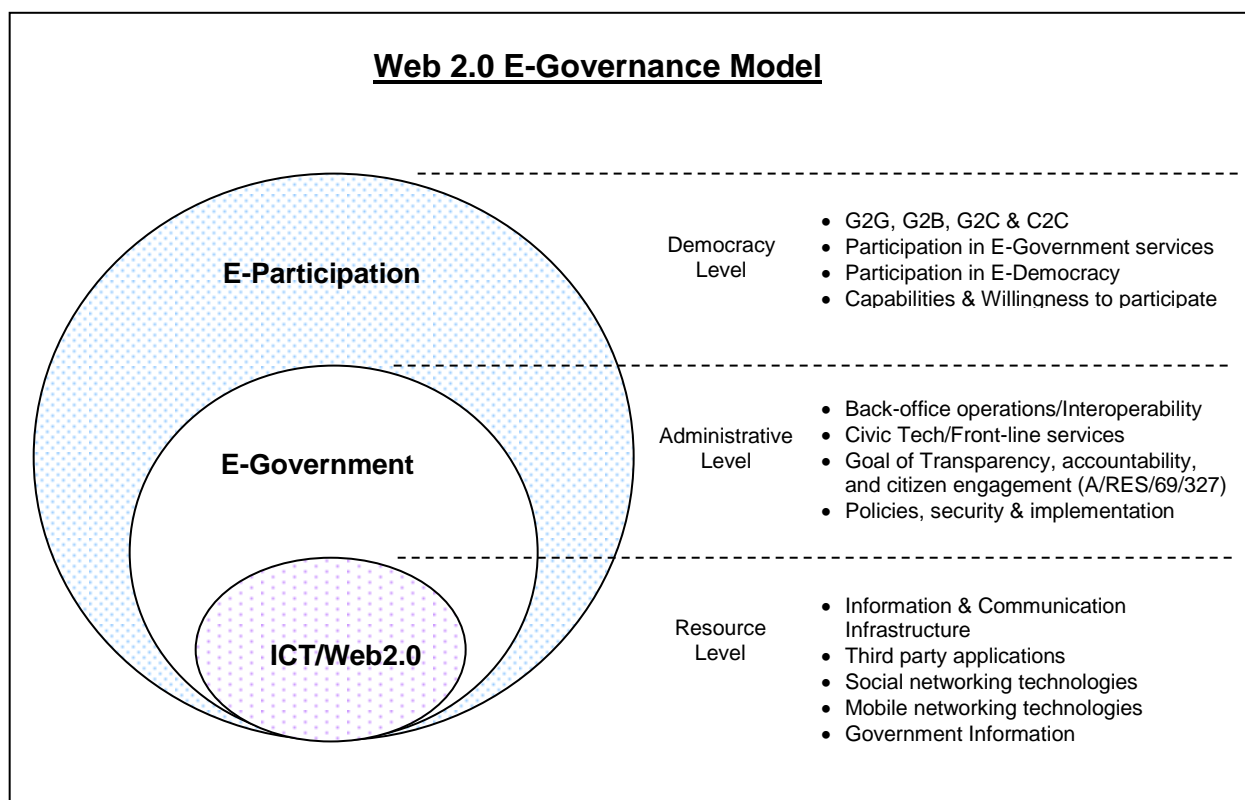 Web 2.0 E-Governance Model
E-Participation
Democracy
Level
• G2G, G2B, G2C & C2C
• Participation in E-Government services
• Participation in E-Democracy
• Capabilities & Willingness to participate
E-Government
Administrative
Level
• Back-office operations/Interoperability
• Civic Tech/Front-line services
• Goal of Transparency, accountability,
and citizen engagement (A/RES/69/327)
• Policies, security & implementation
ICT/Web2.0
Resource
Level
• Information & Communication
Infrastructure
• Third party applications
• Social networking technologies
• Mobile networking technologies
• Government Information